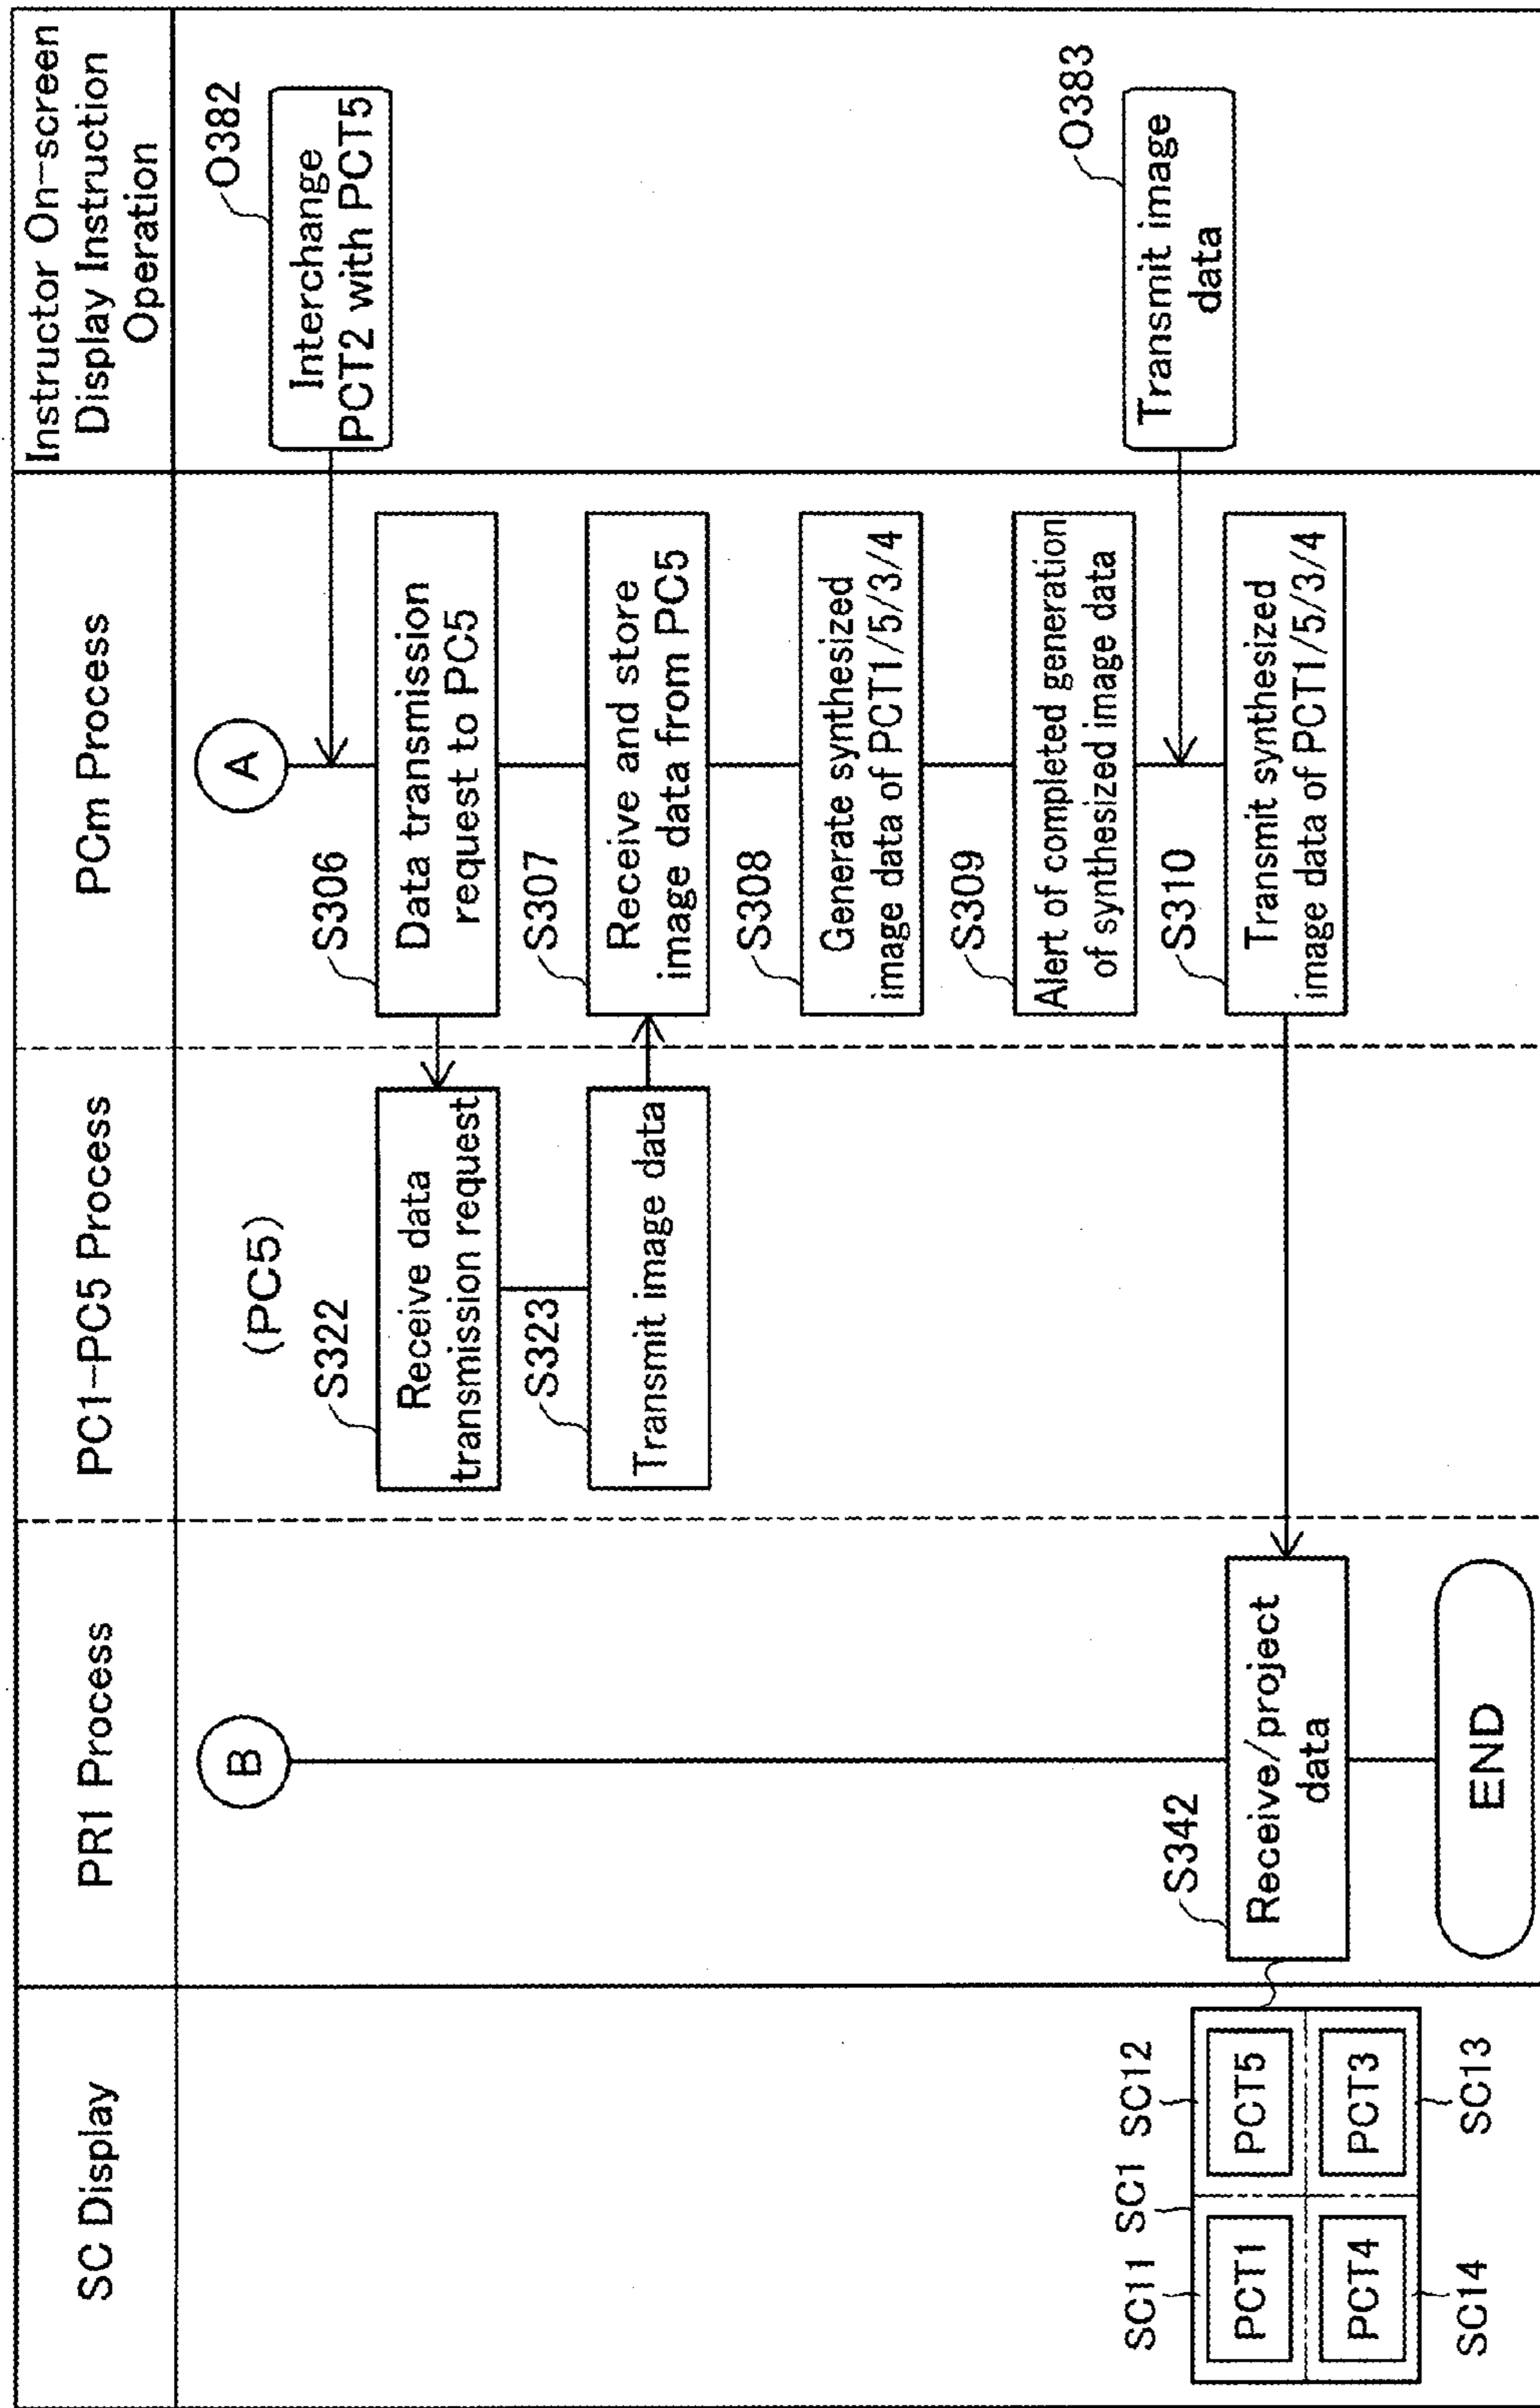 SC Display
PR1 Process
PC1-PC5 Process
PCm Process
Instructor On-screen
Display Instruction
Operation
B
(PC5)
A
O382
Interchange
PCT2 with PCT5
S322
Receive data
transmission request
S306
Data transmission
request to PC5
S323
Transmit image data
S307
Receive and store
image data from PC5
S308
Generate synthesized
image data of PCT1/5/3/4
S309
Alert of completed generation
of synthesized image data
O383
Transmit image
data
S310
Transmit synthesized
image data of PCT1/5/3/4
S342
Receive/project
data
SC11 SC1 SC12
PCT1 PCT5
PCT4 PCT3
SC14 SC13
END